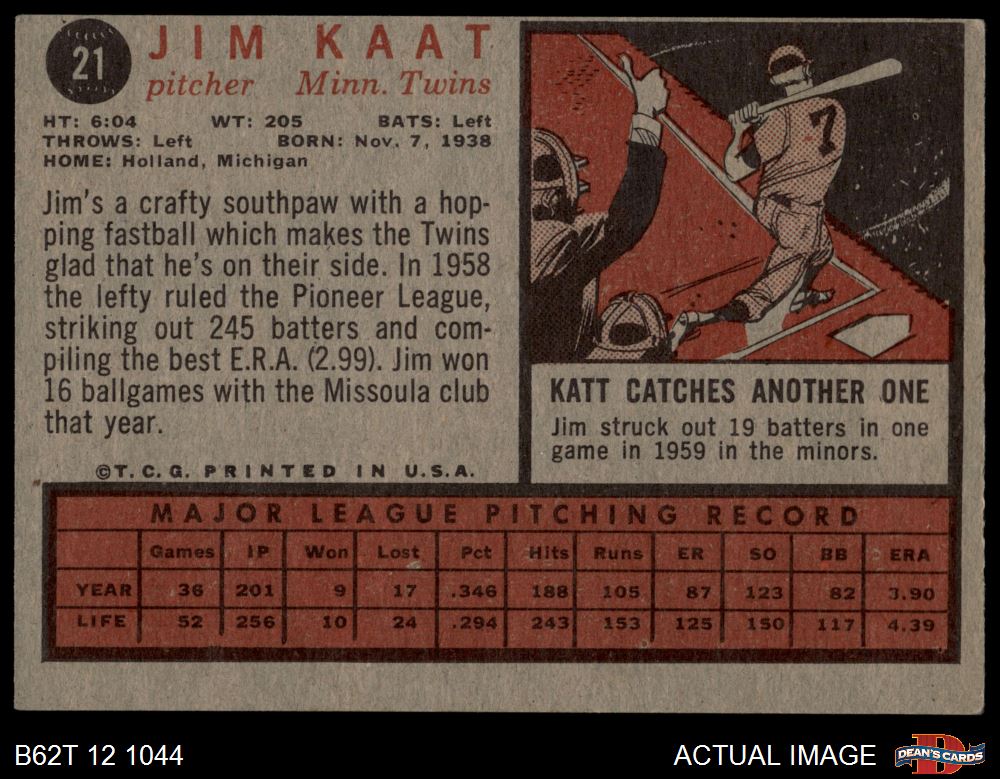 21
JIM KAAT
pitcher Minn. Twins
HT: 6:04 WT: 205 BATS: Left
THROWS: Left BORN: Nov. 7, 1938
HOME: Holland, Michigan
Jim's a crafty southpaw with a hop-
ping fastball which makes the Twins
glad that he's on their side. In 1958
the lefty ruled the Pioneer League,
striking out 245 batters and com-
piling the best E.R.A. (2.99). Jim won
16 ballgames with the Missoula club
that year.
©T.C.G. PRINTED IN U.S.A.
7
KATT CATCHES ANOTHER ONE
Jim struck out 19 batters in one
game in 1959 in the minors.
MAJOR LEAGUE PITCHING RECORD
Games IP Won Lost Pct Hits Runs ER SO BB ERA
YEAR 36 201 9 17 .346 188 105 87 123 82 3.90
LIFE 52 256 10 24 .294 243 153 125 150 117 4.39
B62T 12 1044 ACTUAL IMAGE DEAN'S CARDS